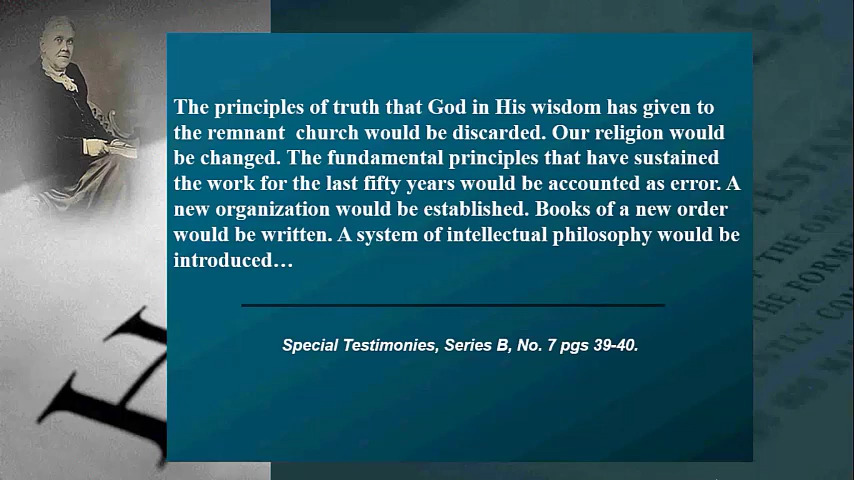 The principles of truth that God in His wisdom has given to
the remnant church would be discarded. Our religion would
be changed. The fundamental principles that have sustained
the work for the last fifty years would be accounted as error. A
new organization would be established. Books of a new order
would be written. A system of intellectual philosophy would be
introduced…
Special Testimonies, Series B, No. 7 pgs 39-40.
H
THE FORMER